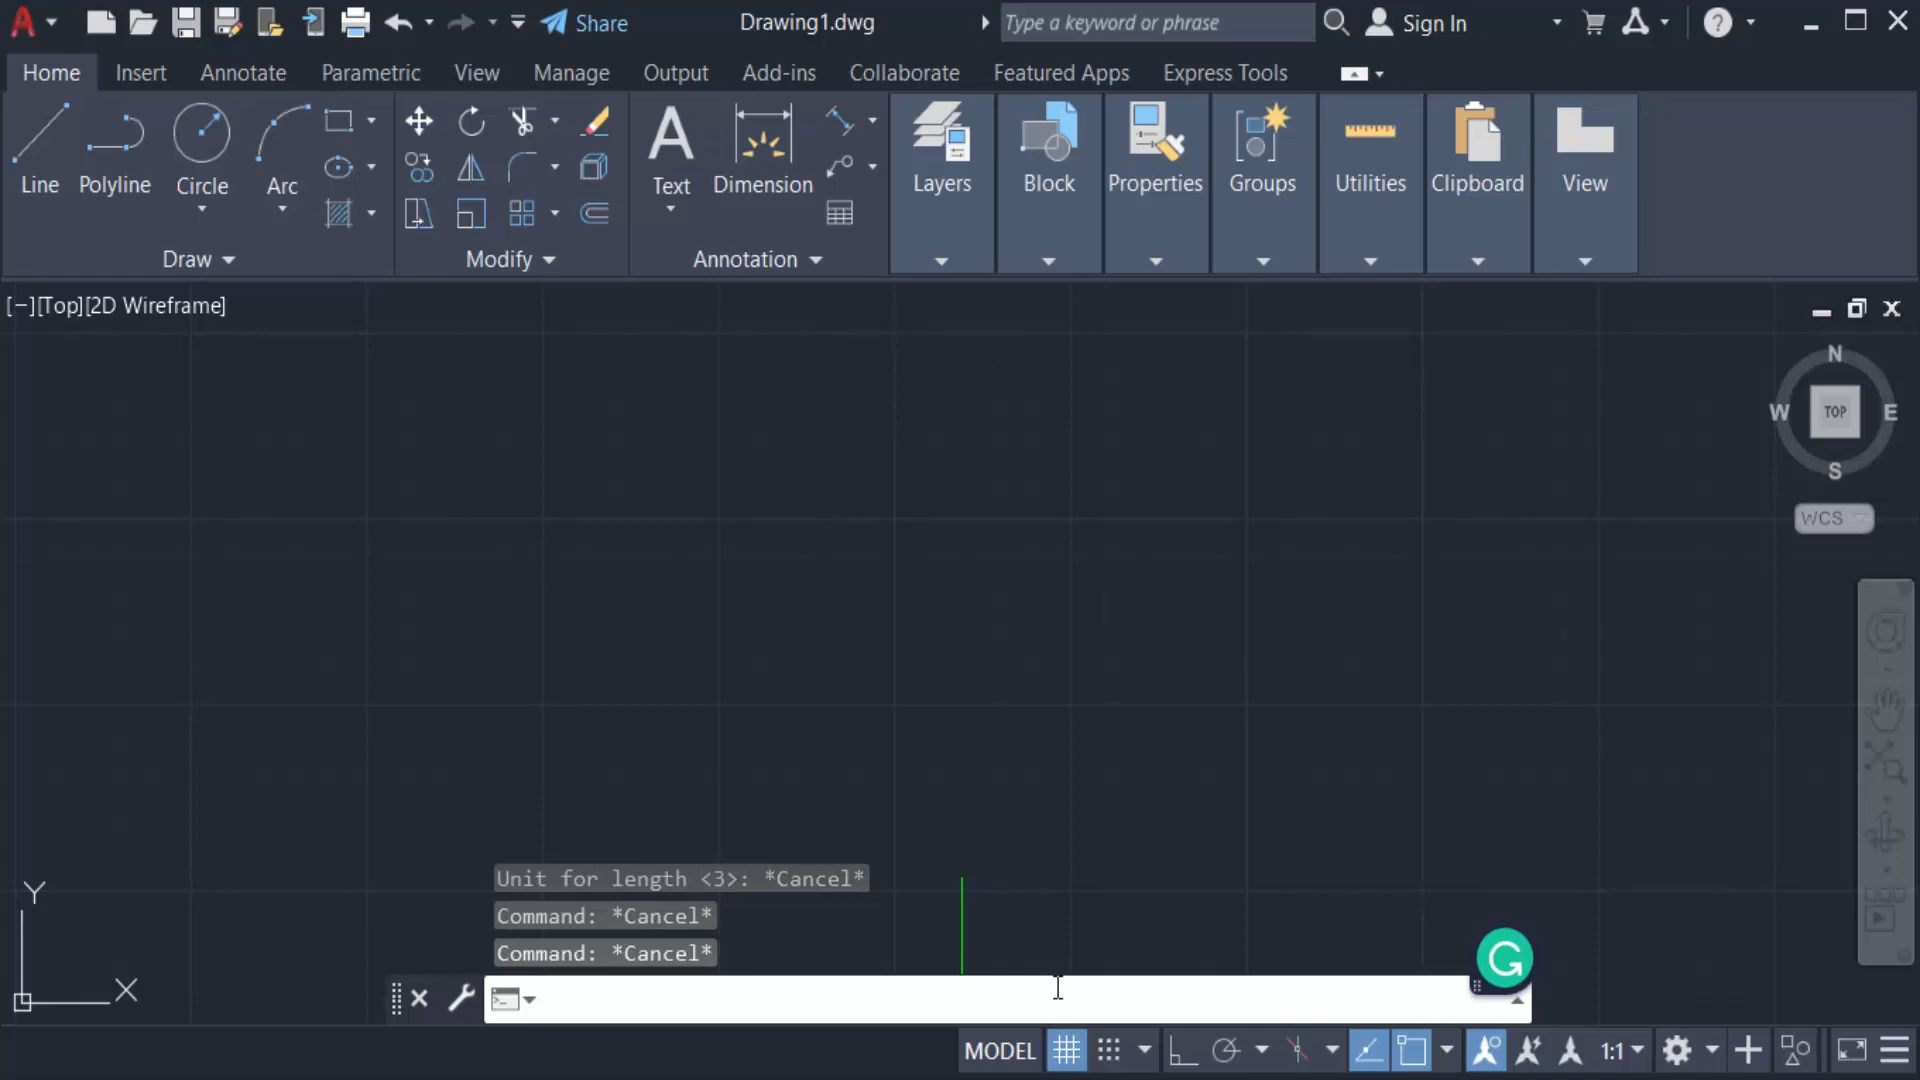 Share
Drawing1.dwg
Type a keyword or phrase
Sign In
Home
Insert
Annotate
Parametric
View
Manage
Output
Add-ins
Collaborate
Featured Apps
Express Tools
Line
Polyline
Circle
Arc
Text
Dimension
Layers
Block
Properties
Groups
Utilities
Clipboard
View
Draw
Modify
Annotation
[−][Top][2D Wireframe]
N
W
TOP
E
S
WCS
Unit for length <3>: *Cancel*
Command: *Cancel*
Command: *Cancel*
Y
X
MODEL
1:1